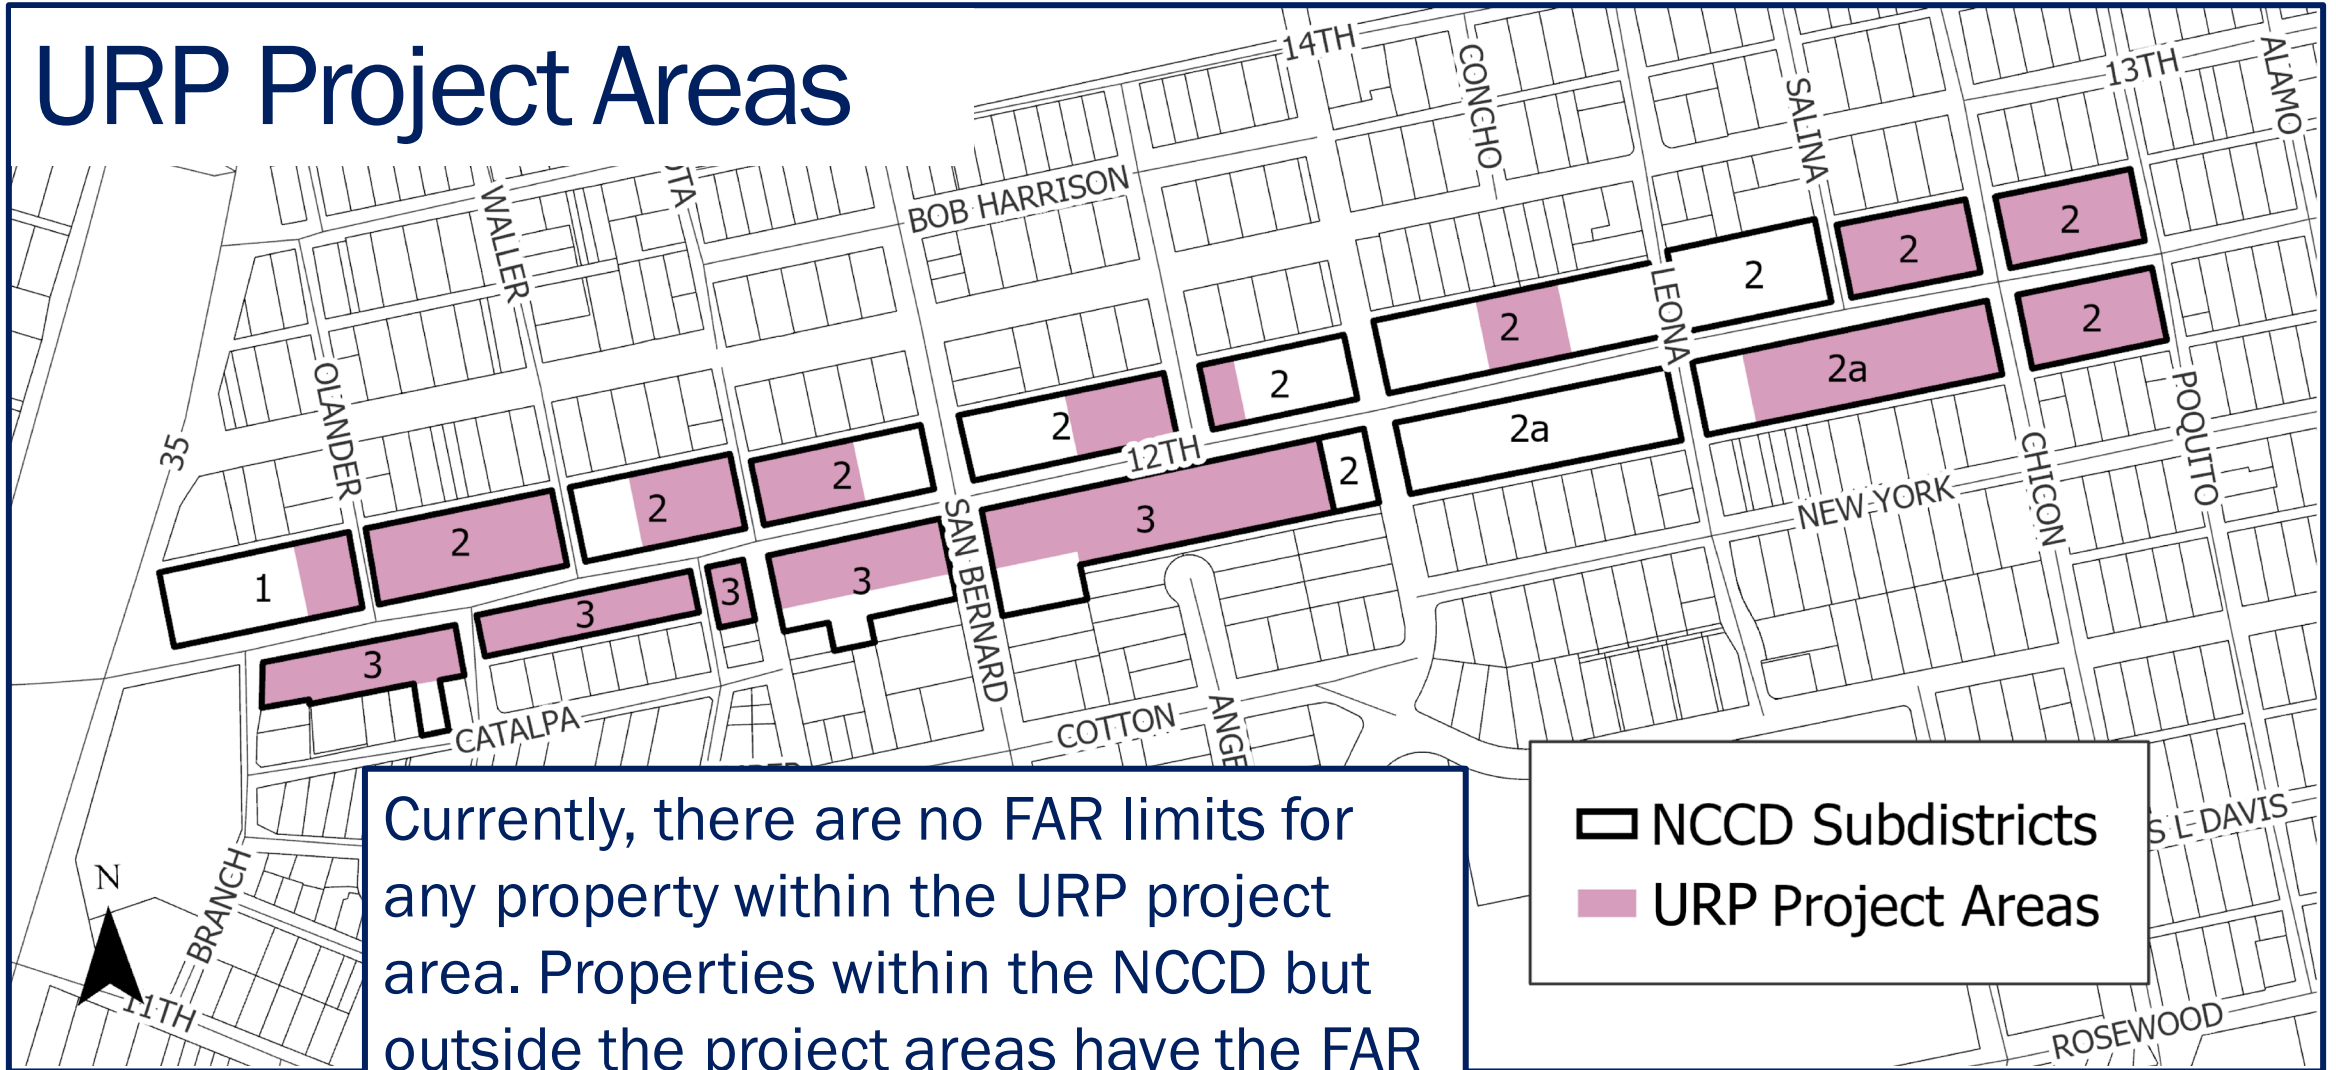 URP Project Areas
14TH
CONCHO
SALINA
13TH
ALAMO
WALLER
BOB HARRISON
OLANDER
35
LEONA
2
2
2
2
2
2
2
2
2
2
2
1
2a
2a
2
2
3
3
3
3
3
12TH
SAN BERNARD
NEW YORK
CHICON
POQUITO
CATALPA
COTTON
BRANCH
N
11TH
ROSEWOOD
L DAVIS
Currently, there are no FAR limits for
any property within the URP project
area. Properties within the NCCD but
outside the project areas have the FAR
NCCD Subdistricts
URP Project Areas